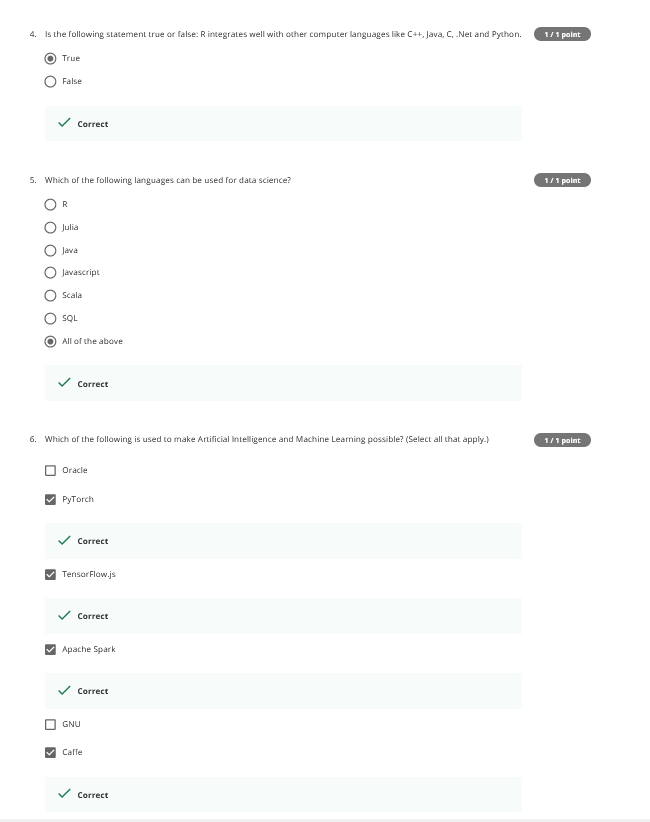 4. Is the following statement true or false: R integrates well with other computer languages like C++, Java, C, .Net and Python. 1 / 1 point
True
False
Correct
5. Which of the following languages can be used for data science? 1 / 1 point
R
Julia
Java
Javascript
Scala
SQL
All of the above
Correct
6. Which of the following is used to make Artificial Intelligence and Machine Learning possible? (Select all that apply.) 1 / 1 point
Oracle
PyTorch
Correct
TensorFlow.js
Correct
Apache Spark
Correct
GNU
Caffe
Correct